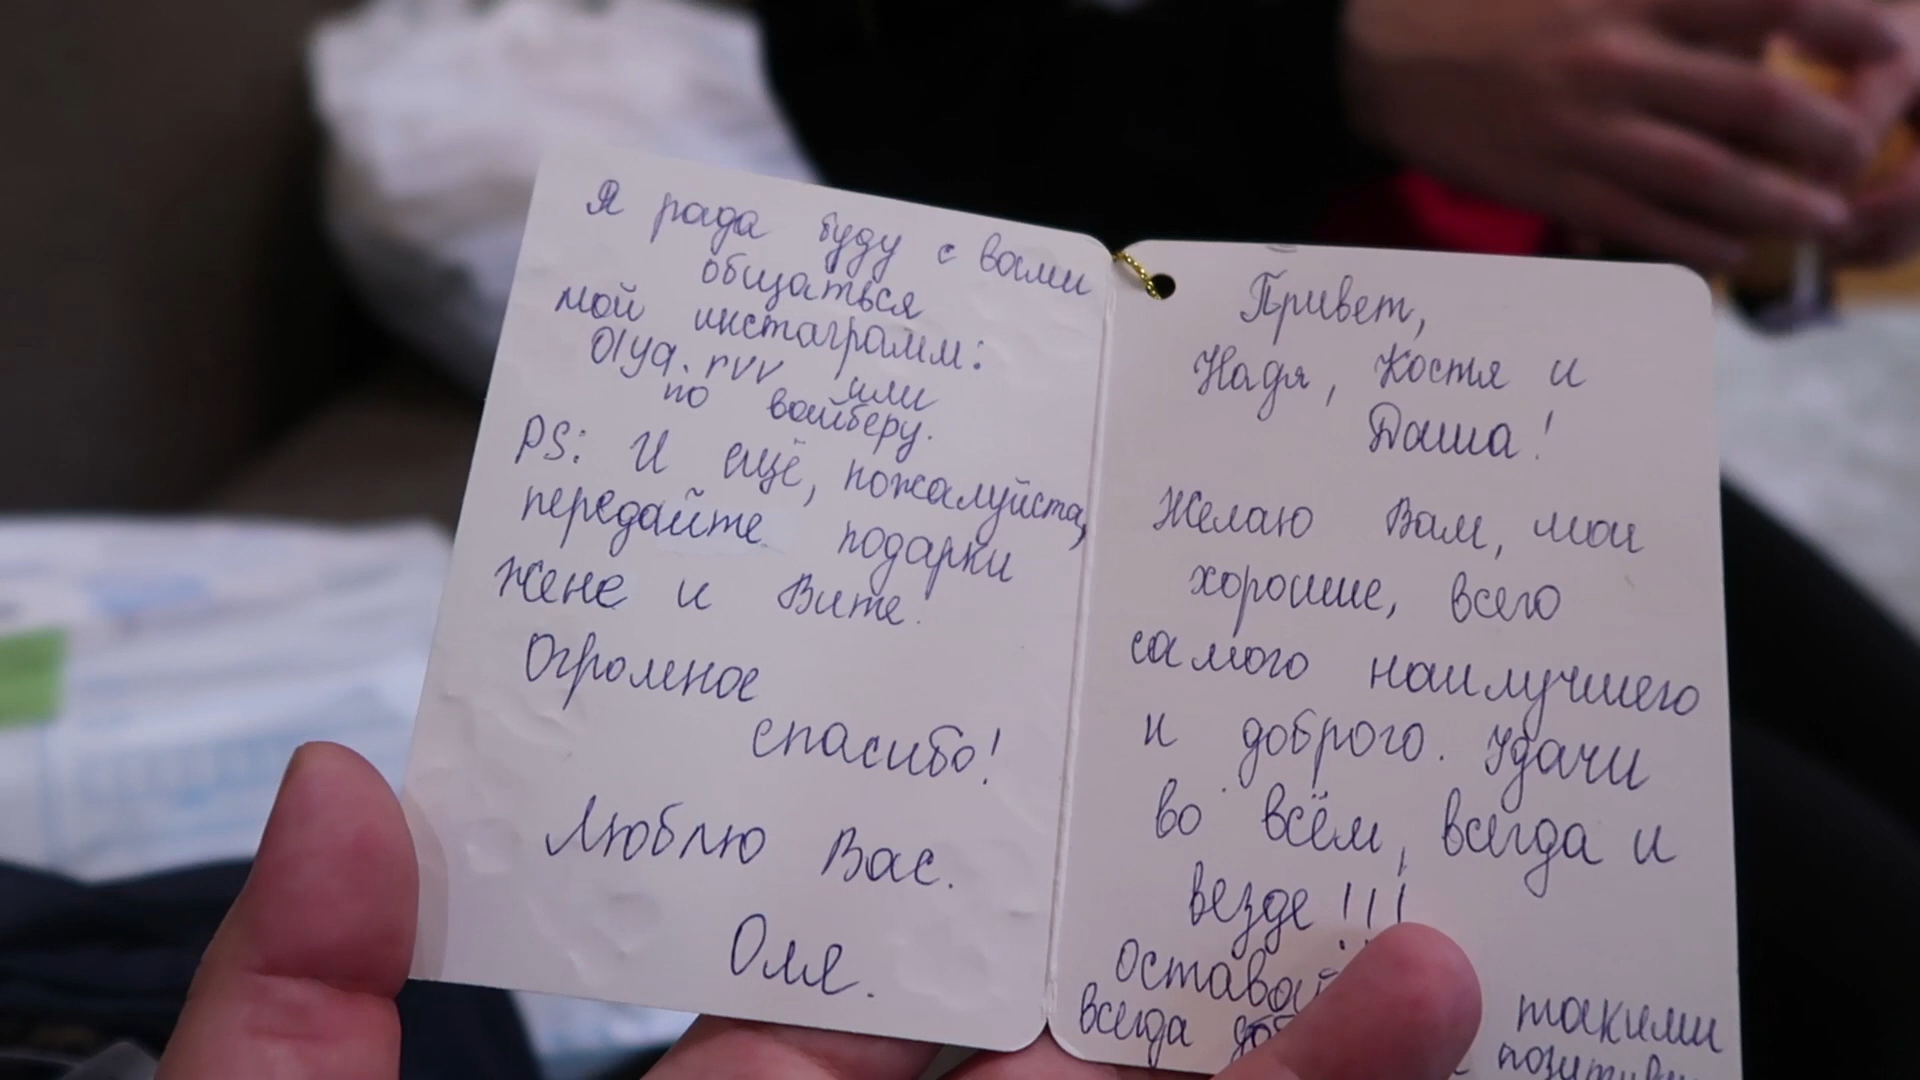 Я рада буду с вами
общаться
мой инстаграмм:
Olya.rvv или
по вайберу.
PS: И ещё, пожалуйста,
передайте подарки
Жене и Вите.
Огромное
спасибо!
Люблю Вас.
Оля.
Привет,
Надя, Костя и
Даша!
Желаю Вам, мои
хорошие, всего
самого наилучшего
и доброго. Удачи
во всём, всегда и
везде!!!
такими
всегда